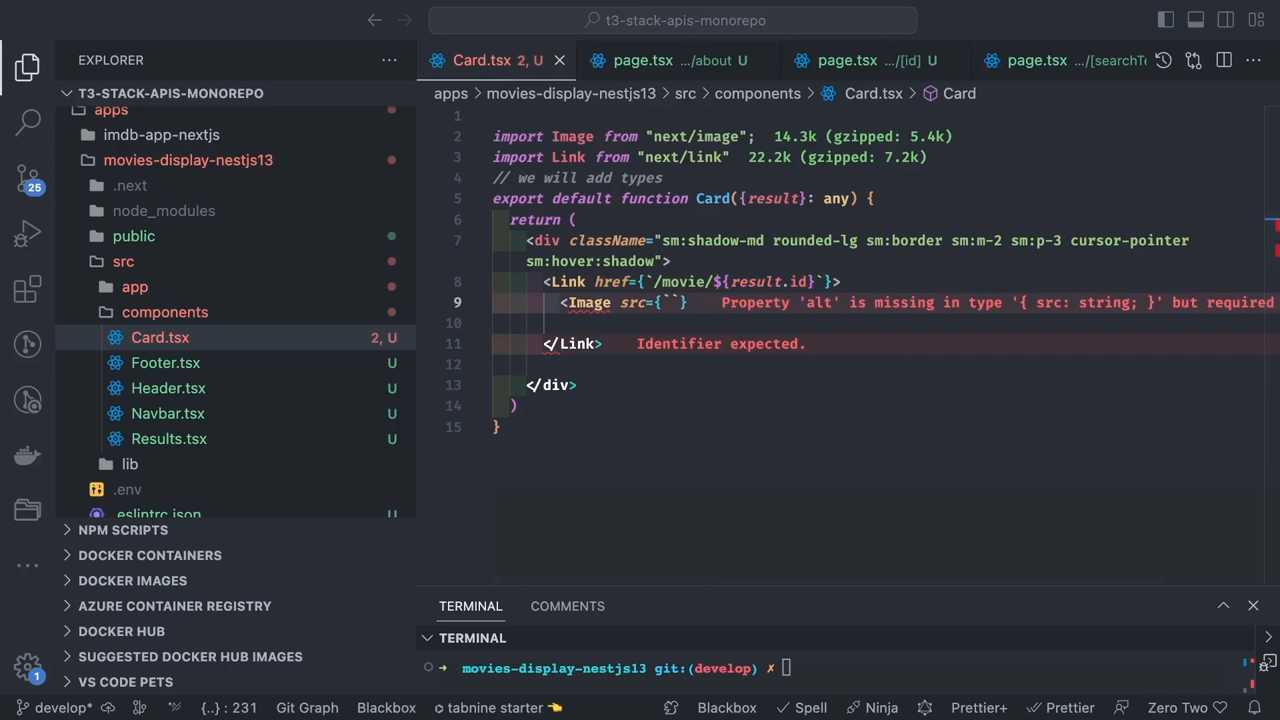 t3-stack-apis-monorepo
EXPLORER
Card.tsx 2, U
page.tsx .../about U
page.tsx .../[id] U
page.tsx .../[searchTe
T3-STACK-APIS-MONOREPO
apps > movies-display-nestjs13 > src > components > Card.tsx > Card
apps
imdb-app-nextjs
movies-display-nestjs13
.next
node_modules
public
src
app
components
Card.tsx 2, U
Footer.tsx U
Header.tsx U
Navbar.tsx U
Results.tsx U
lib
.env
.eslintrc.json U
NPM SCRIPTS
DOCKER CONTAINERS
DOCKER IMAGES
AZURE CONTAINER REGISTRY
DOCKER HUB
SUGGESTED DOCKER HUB IMAGES
VS CODE PETS
25
1
1
2 import Image from "next/image"; 14.3k (gzipped: 5.4k)
3 import Link from "next/link" 22.2k (gzipped: 7.2k)
4 // we will add types
5 export default function Card({result}: any) {
6 return (
7 <div className="sm:shadow-md rounded-lg sm:border sm:m-2 sm:p-3 cursor-pointer
sm:hover:shadow">
8 <Link href={`/movie/${result.id}`}>
9 <Image src={``} Property 'alt' is missing in type '{ src: string; }' but required
10
11 </Link> Identifier expected.
12
13 </div>
14 )
15 }
TERMINAL COMMENTS
TERMINAL
movies-display-nestjs13 git:(develop) ✗
develop* {..} : 231 Git Graph Blackbox tabnine starter 👈 Blackbox Spell Ninja Prettier+ Prettier Zero Two